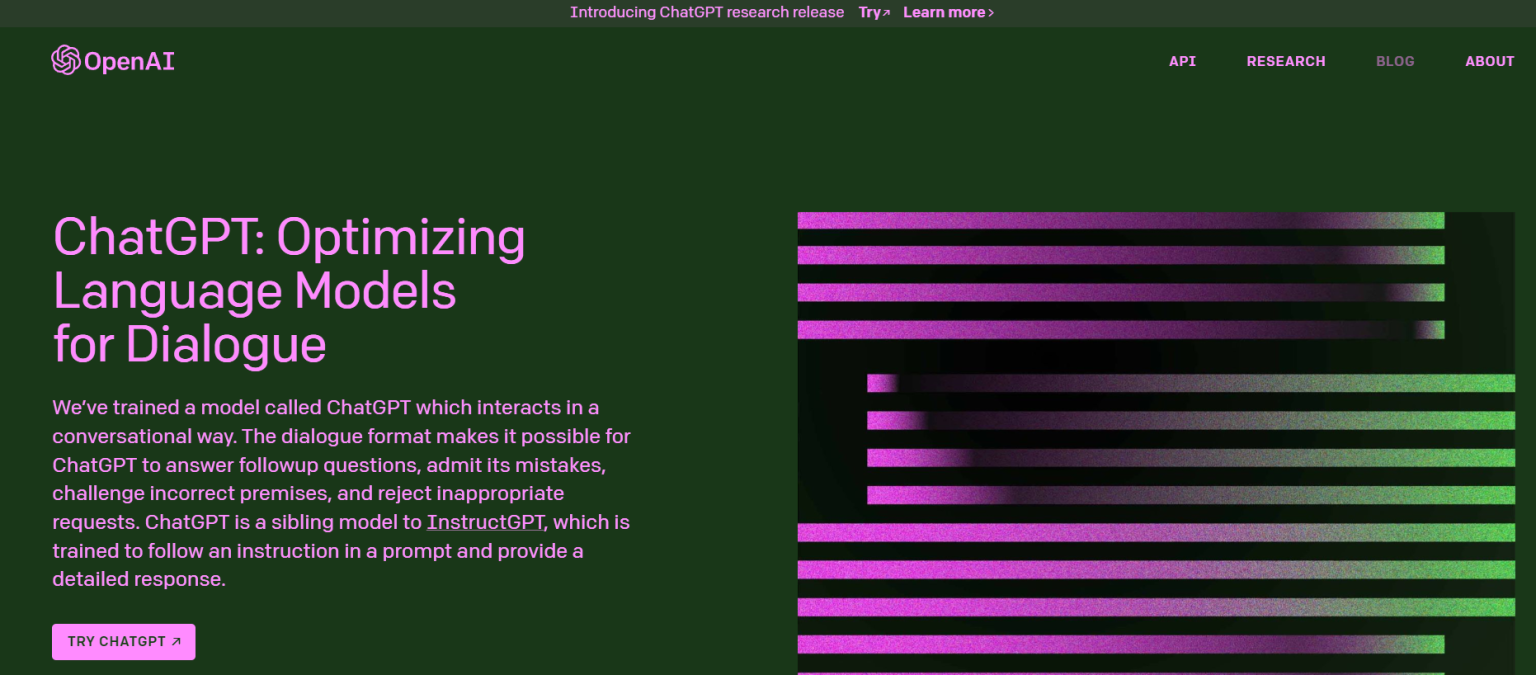 Introducing ChatGPT research release Try↗ Learn more ›
OpenAI
API RESEARCH BLOG ABOUT
ChatGPT: Optimizing
Language Models
for Dialogue
We’ve trained a model called ChatGPT which interacts in a
conversational way. The dialogue format makes it possible for
ChatGPT to answer followup questions, admit its mistakes,
challenge incorrect premises, and reject inappropriate
requests. ChatGPT is a sibling model to InstructGPT, which is
trained to follow an instruction in a prompt and provide a
detailed response.
TRY CHATGPT ↗